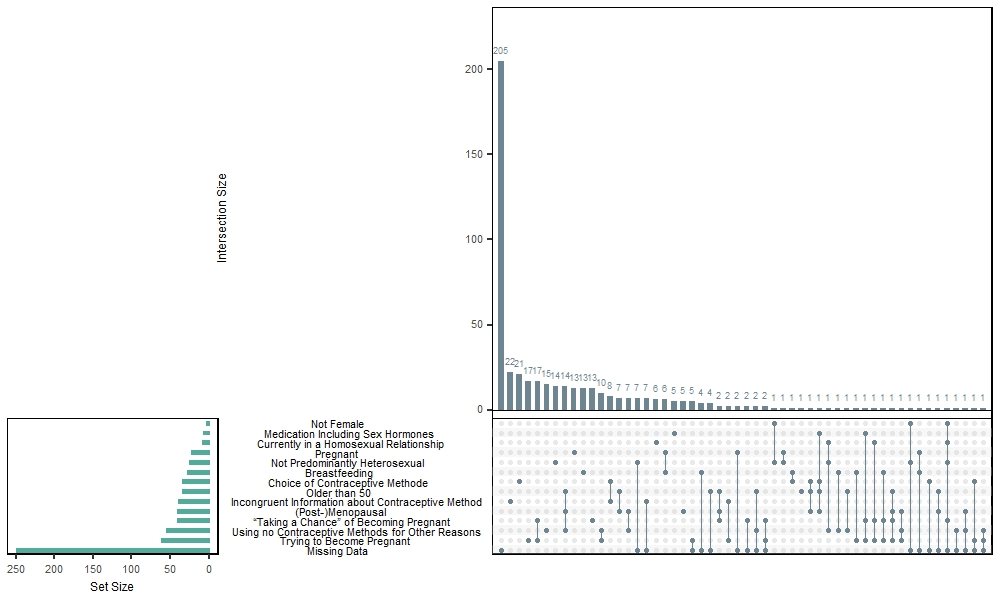 205
200
150
100
50
0
Intersection Size
22 21 17 17 15 14 14 13 13 13 10 8 7 7 7 7 6 6 5 5 5 4 4 2 2 2 2 2 2 1 1 1 1 1 1 1 1 1 1 1 1 1 1 1 1 1 1 1 1 1 1 1 1
Not Female
Medication Including Sex Hormones
Currently in a Homosexual Relationship
Pregnant
Not Predominantly Heterosexual
Breastfeeding
Choice of Contraceptive Methode
Older than 50
Incongruent Information about Contraceptive Method
(Post-)Menopausal
“Taking a Chance” of Becoming Pregnant
Using no Contraceptive Methods for Other Reasons
Trying to Become Pregnant
Missing Data
250 200 150 100 50 0
Set Size